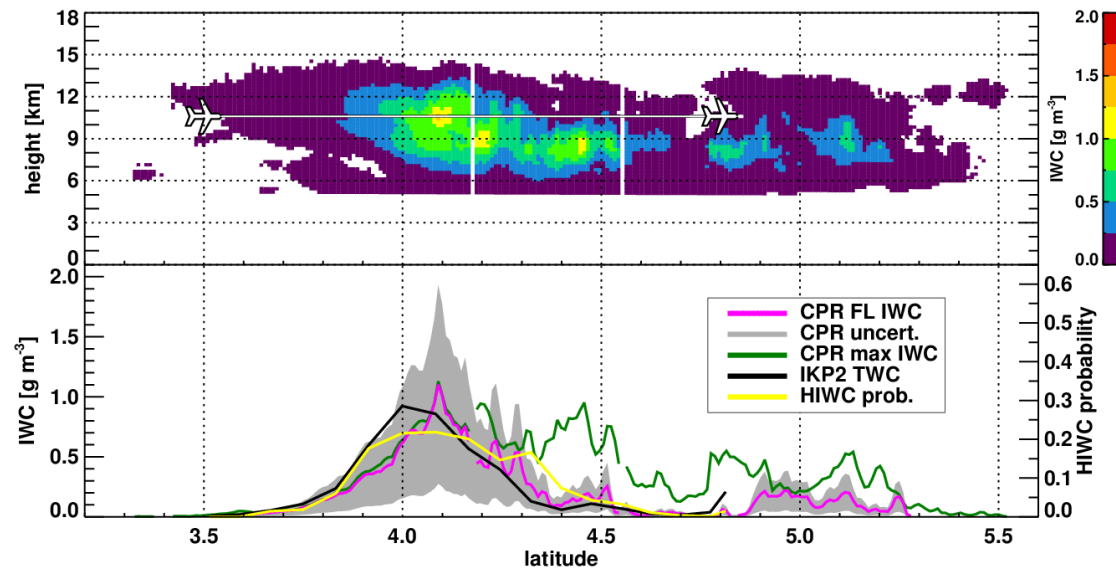 18
15
12
9
6
3
0
height [km]
2.0
1.5
1.0
0.5
0.0
IWC [g m-3]
2.0
1.5
1.0
0.5
0.0
IWC [g m-3]
CPR FL IWC
CPR uncert.
CPR max IWC
IKP2 TWC
HIWC prob.
0.6
0.5
0.4
0.3
0.2
0.1
0.0
HIWC probability
3.5 4.0 4.5 5.0 5.5
latitude